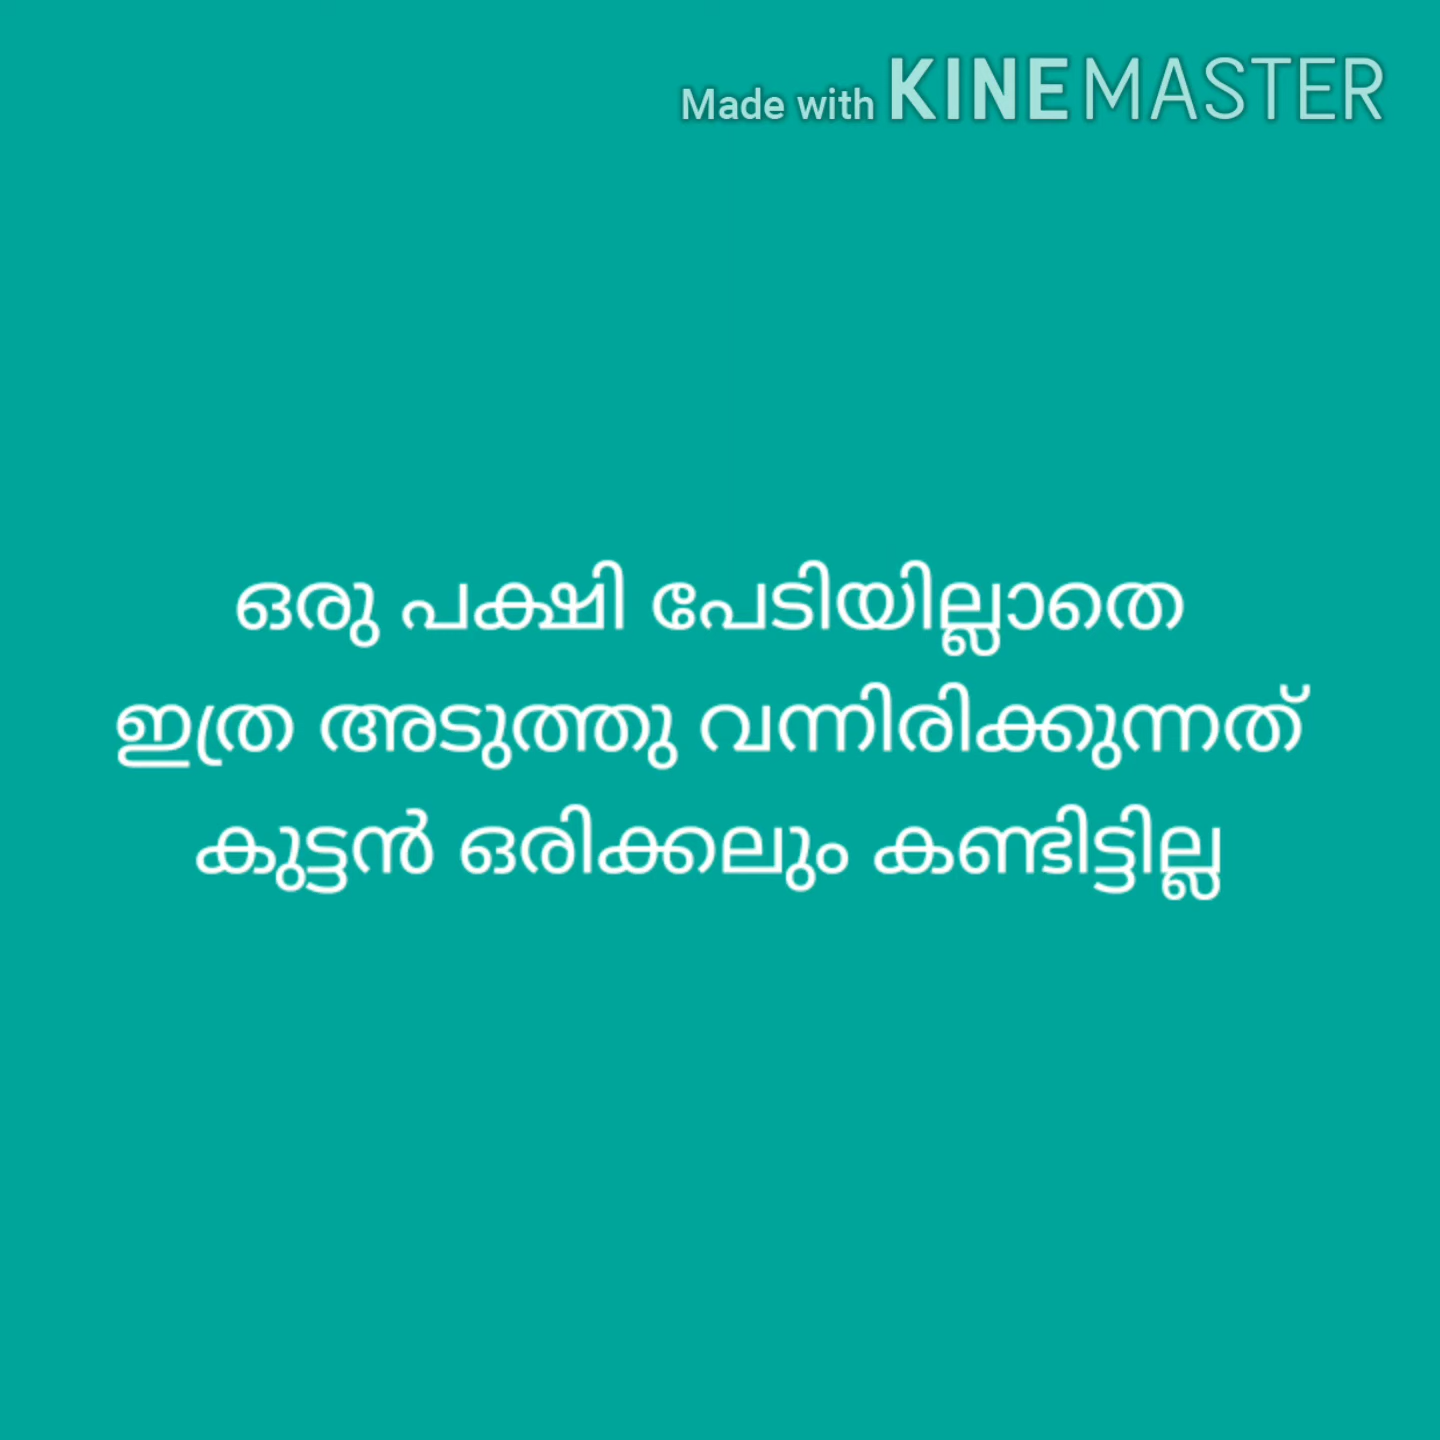 Made with KINEMASTER
ഒരു പക്ഷി പേടിയില്ലാതെ
ഇത്ര അടുത്തു വന്നിരിക്കുന്നത്
കുട്ടൻ ഒരിക്കലും കണ്ടിട്ടില്ല